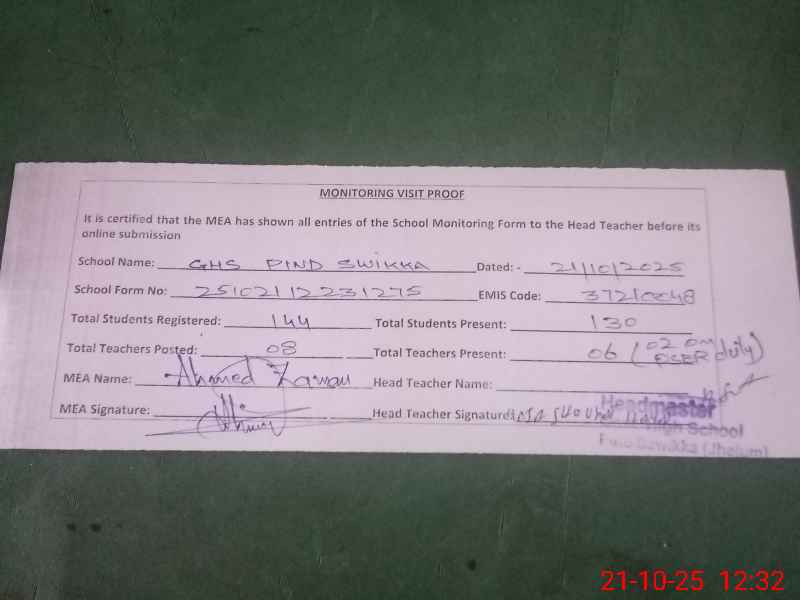 MONITORING VISIT PROOF
It is certified that the MEA has shown all entries of the School Monitoring Form to the Head Teacher before its
online submission
School Name: GHS PIND SWIKKA Dated: - 21/10/2025
School Form No: 25102112231275 EMIS Code: 37210048
Total Students Registered: 144 Total Students Present: 130
Total Teachers Posted: 08 Total Teachers Present: 06 (02 on PSER duty)
MEA Name: Ahmed Zaman Head Teacher Name:
MEA Signature: Head Teacher Signature:
Headmaster
High School
(Jhelum)
21-10-25 12:32